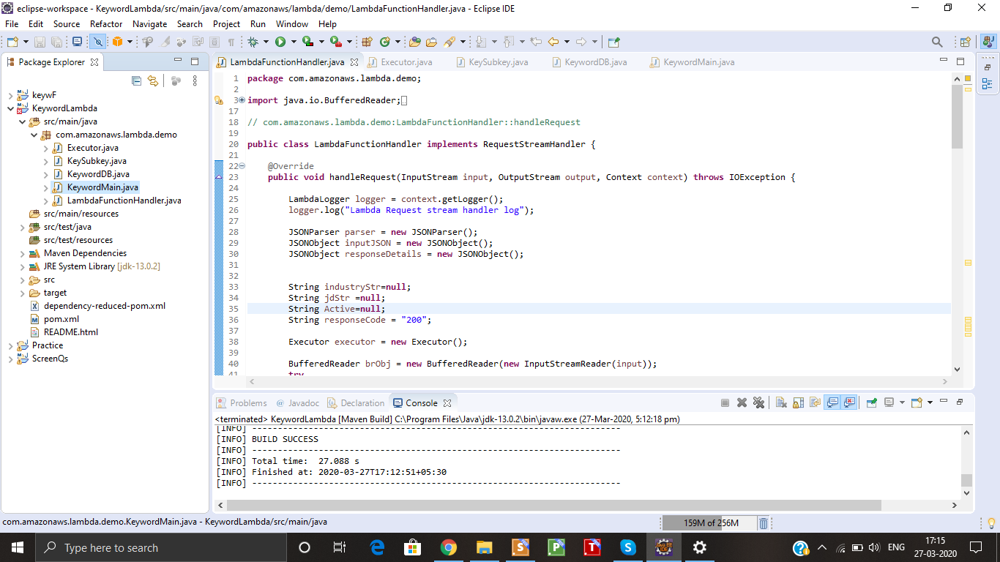 eclipse-workspace - KeywordLambda/src/main/java/com/amazonaws/lambda/demo/LambdaFunctionHandler.java - Eclipse IDE
File Edit Source Refactor Navigate Search Project Run Window Help
Package Explorer
keywF
KeywordLambda
src/main/java
com.amazonaws.lambda.demo
Executor.java
KeySubkey.java
KeywordDB.java
KeywordMain.java
LambdaFunctionHandler.java
src/main/resources
src/test/java
src/test/resources
Maven Dependencies
JRE System Library [jdk-13.0.2]
src
target
dependency-reduced-pom.xml
pom.xml
README.html
Practice
ScreenQs
LambdaFunctionHandler.java Executor.java KeySubkey.java KeywordDB.java KeywordMain.java
1 package com.amazonaws.lambda.demo;
2
3 import java.io.BufferedReader;
17
18 // com.amazonaws.lambda.demo:LambdaFunctionHandler::handleRequest
19
20 public class LambdaFunctionHandler implements RequestStreamHandler {
21
22 @Override
23 public void handleRequest(InputStream input, OutputStream output, Context context) throws IOException {
24
25 LambdaLogger logger = context.getLogger();
26 logger.log("Lambda Request stream handler log");
27
28 JSONParser parser = new JSONParser();
29 JSONObject inputJSON = new JSONObject();
30 JSONObject responseDetails = new JSONObject();
31
32
33 String industryStr=null;
34 String jdStr =null;
35 String Active=null;
36 String responseCode = "200";
37
38 Executor executor = new Executor();
39
40 BufferedReader brObj = new BufferedReader(new InputStreamReader(input));
41 try
Problems @ Javadoc Declaration Console
<terminated> KeywordLambda [Maven Build] C:\Program Files\Java\jdk-13.0.2\bin\javaw.exe (27-Mar-2020, 5:12:18 pm)
[INFO] ------------------------------------------------------------------------
[INFO] BUILD SUCCESS
[INFO] ------------------------------------------------------------------------
[INFO] Total time:  27.088 s
[INFO] Finished at: 2020-03-27T17:12:51+05:30
[INFO] ------------------------------------------------------------------------
com.amazonaws.lambda.demo.KeywordMain.java - KeywordLambda/src/main/java
159M of 256M
Type here to search
ENG
17:15
27-03-2020